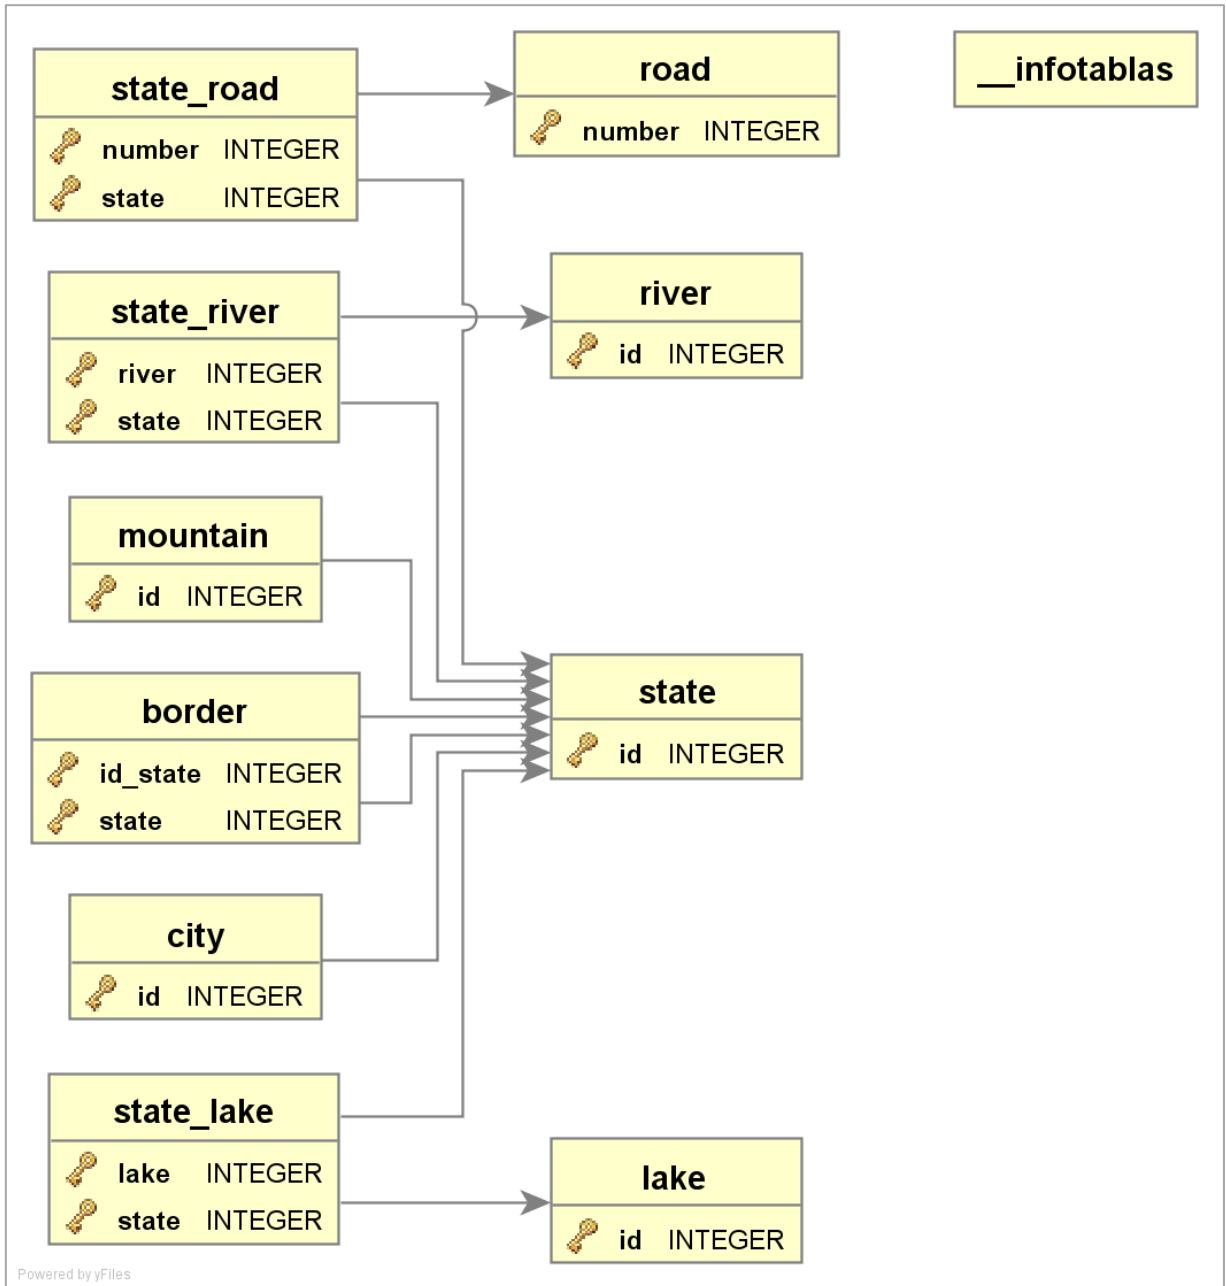 state_road
number INTEGER
state INTEGER
road
number INTEGER
__infotablas
state_river
river INTEGER
state INTEGER
river
id INTEGER
mountain
id INTEGER
border
id_state INTEGER
state INTEGER
state
id INTEGER
city
id INTEGER
state_lake
lake INTEGER
state INTEGER
lake
id INTEGER
Powered by yFiles